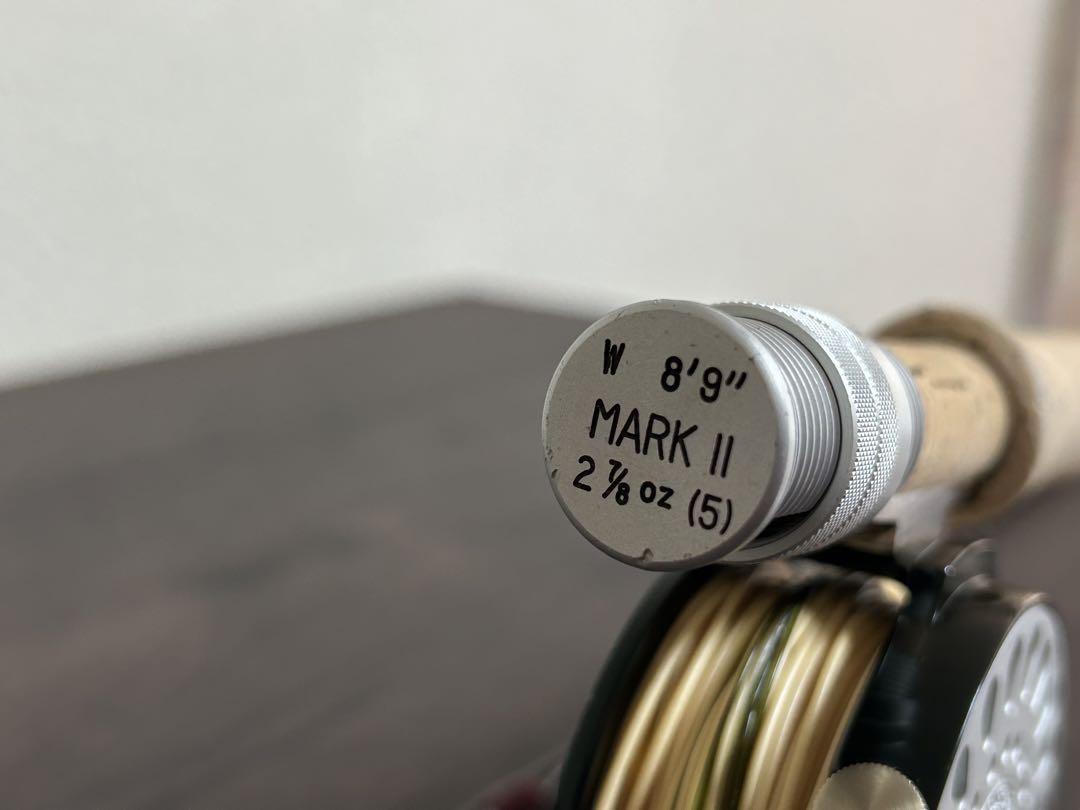 W 8'9"
MARK II
2 7/8 oz (5)